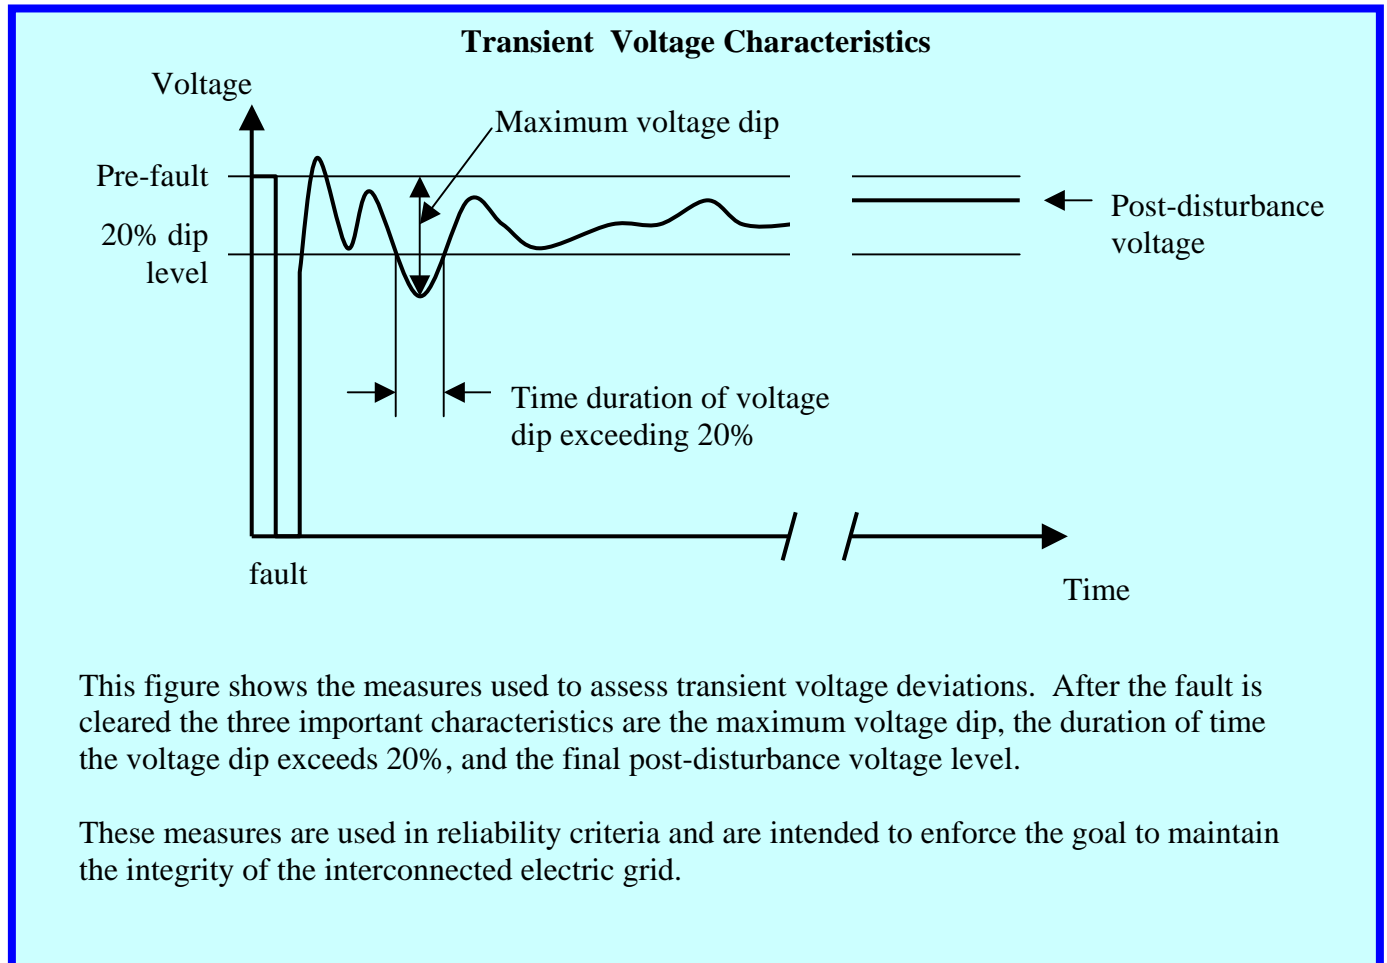 Transient Voltage Characteristics
Voltage
Maximum voltage dip
Pre-fault
20% dip
level
Post-disturbance
voltage
Time duration of voltage
dip exceeding 20%
fault
Time
This figure shows the measures used to assess transient voltage deviations. After the fault is
cleared the three important characteristics are the maximum voltage dip, the duration of time
the voltage dip exceeds 20%, and the final post-disturbance voltage level.
These measures are used in reliability criteria and are intended to enforce the goal to maintain
the integrity of the interconnected electric grid.